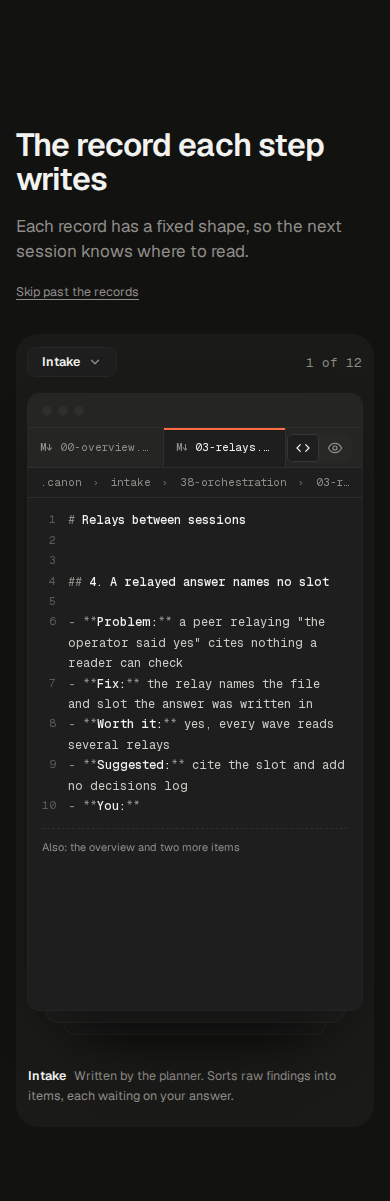 The record each step
writes
Each record has a fixed shape, so the next
session knows where to read.
Skip past the records
Intake
1 of 12
M↓ 00-overview.…
M↓ 03-relays.…
.canon › intake › 38-orchestration › 03-r…
1 # Relays between sessions
2
3
4 ## 4. A relayed answer names no slot
5
6 - **Problem:** a peer relaying "the
operator said yes" cites nothing a
reader can check
7 - **Fix:** the relay names the file
and slot the answer was written in
8 - **Worth it:** yes, every wave reads
several relays
9 - **Suggested:** cite the slot and add
no decisions log
10 - **You:**
Also: the overview and two more items
Intake Written by the planner. Sorts raw findings into
items, each waiting on your answer.